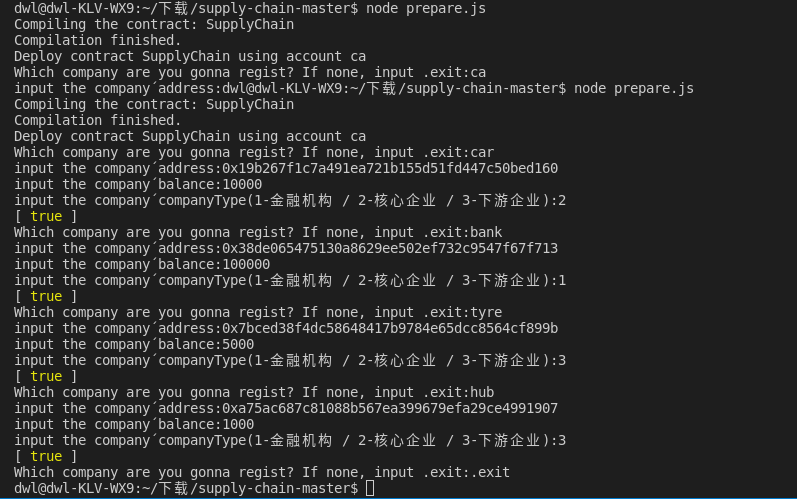 dwl@dwl-KLV-WX9:~/下载/supply-chain-master$ node prepare.js
Compiling the contract: SupplyChain
Compilation finished.
Deploy contract SupplyChain using account ca
Which company are you gonna regist? If none, input .exit:ca
input the company´address:dwl@dwl-KLV-WX9:~/下载/supply-chain-master$ node prepare.js
Compiling the contract: SupplyChain
Compilation finished.
Deploy contract SupplyChain using account ca
Which company are you gonna regist? If none, input .exit:car
input the company´address:0x19b267f1c7a491ea721b155d51fd447c50bed160
input the company´balance:10000
input the company´companyType(1-金融机构 / 2-核心企业 / 3-下游企业):2
[ true ]
Which company are you gonna regist? If none, input .exit:bank
input the company´address:0x38de065475130a8629ee502ef732c9547f67f713
input the company´balance:100000
input the company´companyType(1-金融机构 / 2-核心企业 / 3-下游企业):1
[ true ]
Which company are you gonna regist? If none, input .exit:tyre
input the company´address:0x7bced38f4dc58648417b9784e65dcc8564cf899b
input the company´balance:5000
input the company´companyType(1-金融机构 / 2-核心企业 / 3-下游企业):3
[ true ]
Which company are you gonna regist? If none, input .exit:hub
input the company´address:0xa75ac687c81088b567ea399679efa29ce4991907
input the company´balance:1000
input the company´companyType(1-金融机构 / 2-核心企业 / 3-下游企业):3
[ true ]
Which company are you gonna regist? If none, input .exit:.exit
dwl@dwl-KLV-WX9:~/下载/supply-chain-master$